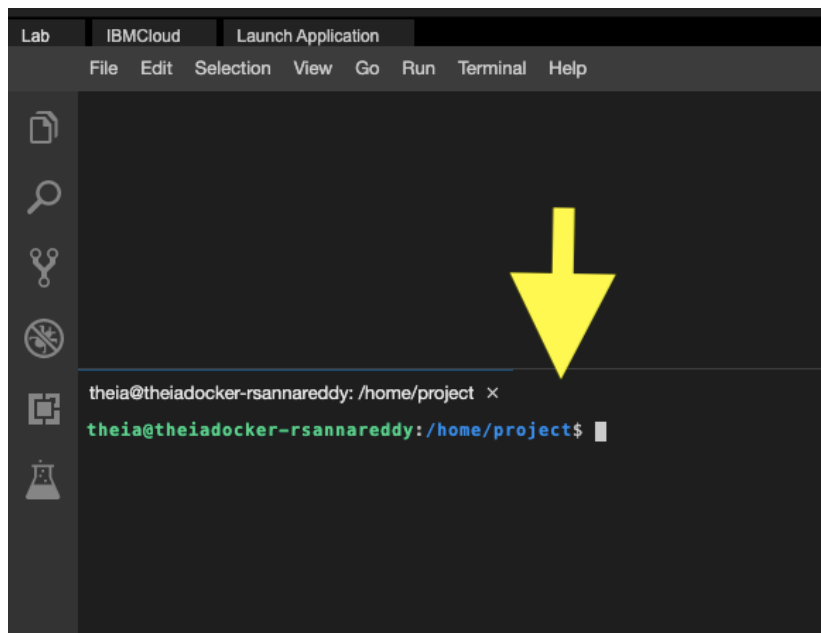 Lab IBMCloud Launch Application
File Edit Selection View Go Run Terminal Help
theia@theiadocker-rsannareddy: /home/project ×
theia@theiadocker-rsannareddy:/home/project$